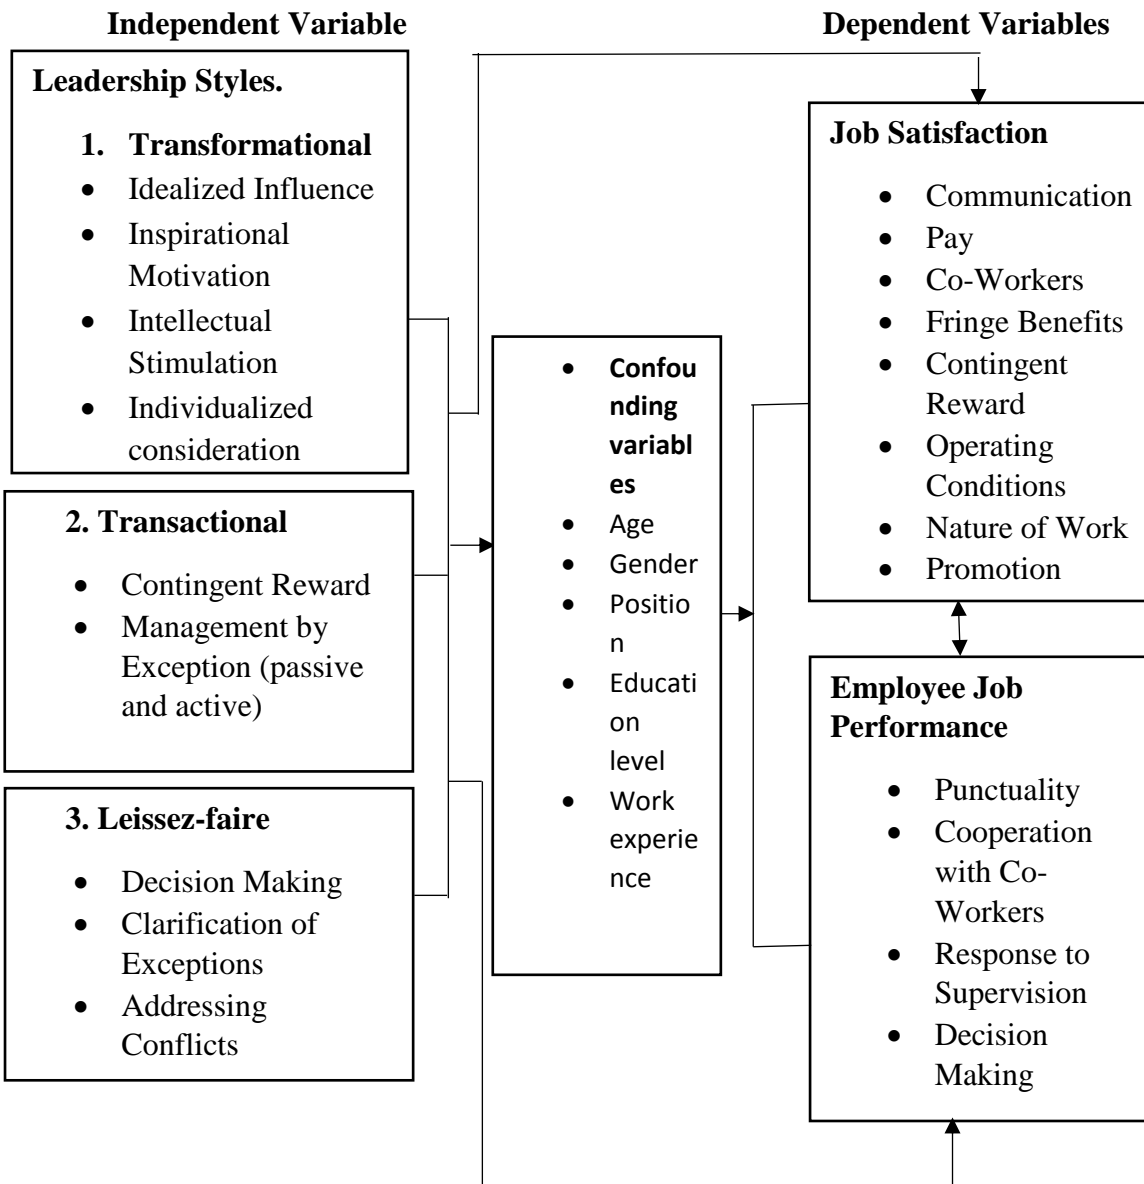 Independent Variable
Dependent Variables
Leadership Styles.
1. Transformational
• Idealized Influence
• Inspirational
Motivation
• Intellectual
Stimulation
• Individualized
consideration
2. Transactional
• Contingent Reward
• Management by
Exception (passive
and active)
3. Leissez-faire
• Decision Making
• Clarification of
Exceptions
• Addressing
Conflicts
• Confou
nding
variabl
es
• Age
• Gender
• Positio
n
• Educati
on
level
• Work
experie
nce
Job Satisfaction
• Communication
• Pay
• Co-Workers
• Fringe Benefits
• Contingent
Reward
• Operating
Conditions
• Nature of Work
• Promotion
Employee Job
Performance
• Punctuality
• Cooperation
with Co-
Workers
• Response to
Supervision
• Decision
Making